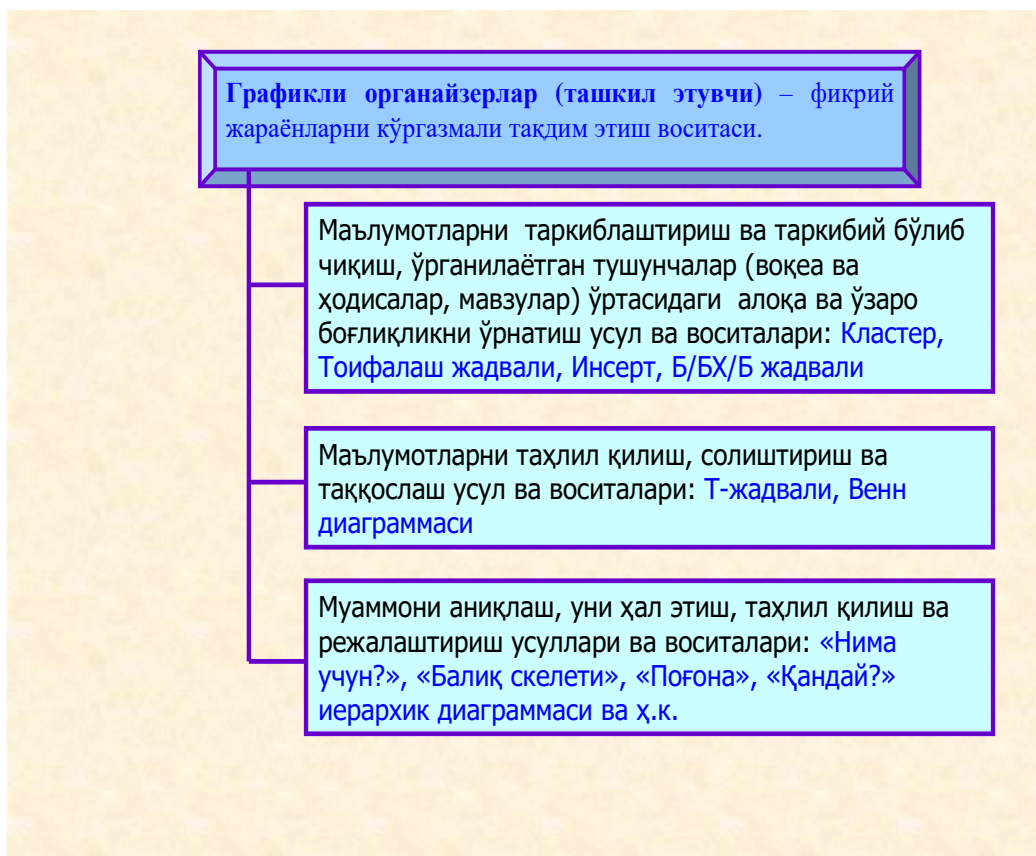 Графикли органайзерлар (ташкил этувчи) – фикрий
жараёнларни кўргазмали тақдим этиш воситаси.
Маълумотларни таркиблаштириш ва таркибий бўлиб
чиқиш, ўрганилаётган тушунчалар (воқеа ва
ҳодисалар, мавзулар) ўртасидаги алоқа ва ўзаро
боғлиқликни ўрнатиш усул ва воситалари: Кластер,
Тоифалаш жадвали, Инсерт, Б/БХ/Б жадвали
Маълумотларни таҳлил қилиш, солиштириш ва
таққослаш усул ва воситалари: Т-жадвали, Венн
диаграммаси
Муаммони аниқлаш, уни ҳал этиш, таҳлил қилиш ва
режалаштириш усуллари ва воситалари: «Нима
учун?», «Балиқ скелети», «Поғона», «Қандай?»
иерархик диаграммаси ва ҳ.к.